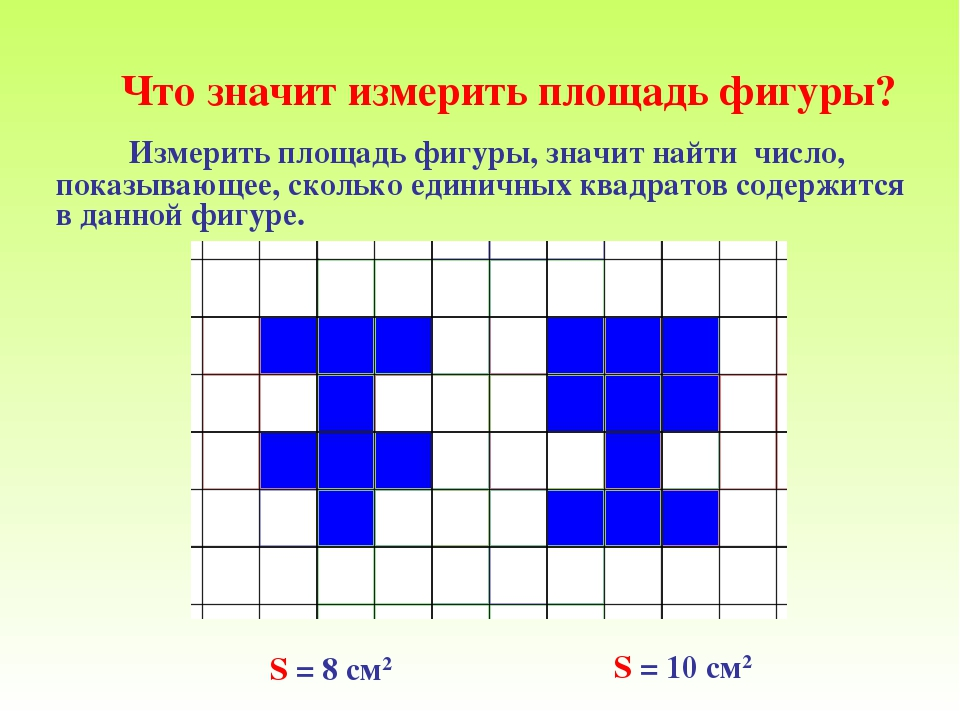 Что значит измерить площадь фигуры?
Измерить площадь фигуры, значит найти число,
показывающее, сколько единичных квадратов содержится
в данной фигуре.
S = 8 см²
S = 10 см²